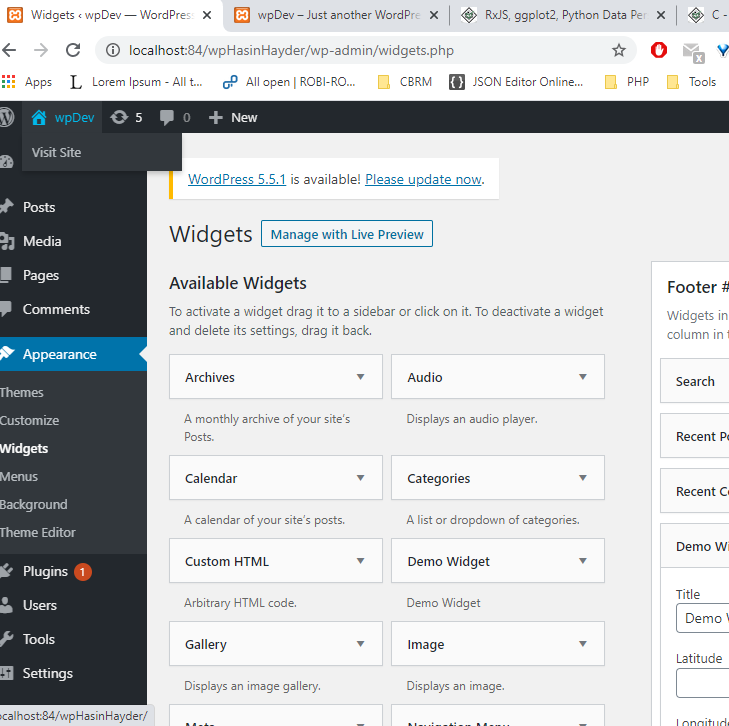 Widgets ‹ wpDev — WordPress
wpDev – Just another WordPre
RxJS, ggplot2, Python Data Per
C -
localhost:84/wpHasinHayder/wp-admin/widgets.php
Apps
Lorem Ipsum - All t...
All open | ROBI-RO...
CBRM
JSON Editor Online...
PHP
Tools
wpDev
5
0
New
Visit Site
WordPress 5.5.1 is available! Please update now.
Posts
Media
Pages
Comments
Appearance
Themes
Customize
Widgets
Menus
Background
Theme Editor
Plugins 1
Users
Tools
Settings
Widgets
Manage with Live Preview
Available Widgets
To activate a widget drag it to a sidebar or click on it. To deactivate a widget
and delete its settings, drag it back.
Archives
A monthly archive of your site's
Posts.
Audio
Displays an audio player.
Calendar
A calendar of your site's posts.
Categories
A list or dropdown of categories.
Custom HTML
Arbitrary HTML code.
Demo Widget
Demo Widget
Gallery
Displays an image gallery.
Image
Displays an image.
Meta
Navigation Menu
Footer #
Widgets in
column in t
Search
Recent Po
Recent Co
Demo Wi
Title
Demo W
Latitude
Longitude
ocalhost:84/wpHasinHayder/